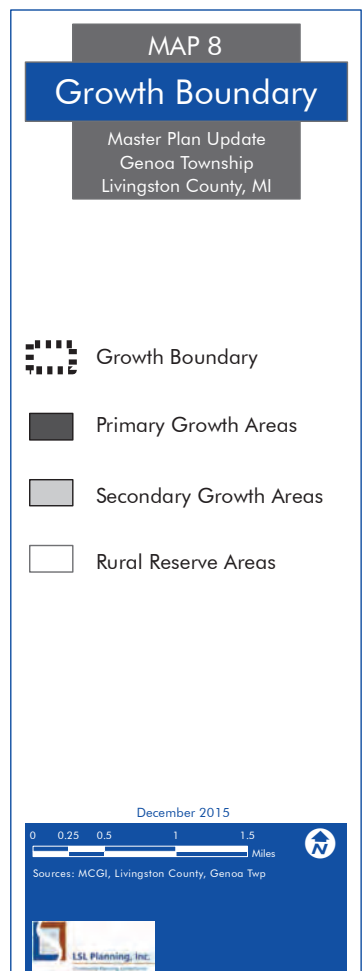 MAP 8
Growth Boundary
Master Plan Update
Genoa Township
Livingston County, MI
Growth Boundary
Primary Growth Areas
Secondary Growth Areas
Rural Reserve Areas
December 2015
0 0.25 0.5 1 1.5
Miles
N
Sources: MCGI, Livingston County, Genoa Twp
LSL Planning, Inc.